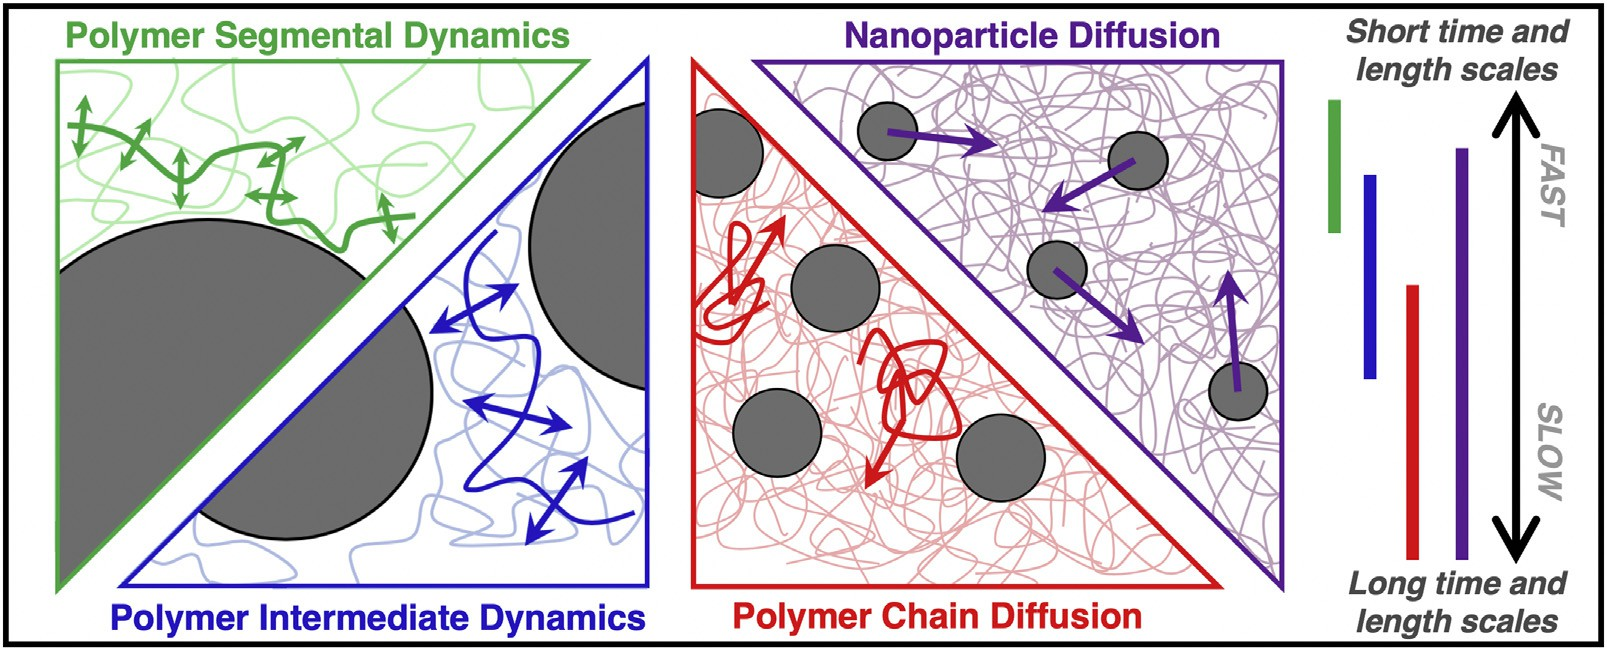 Polymer Segmental Dynamics
Nanoparticle Diffusion
Short time and
length scales
FAST
SLOW
Polymer Intermediate Dynamics
Polymer Chain Diffusion
Long time and
length scales